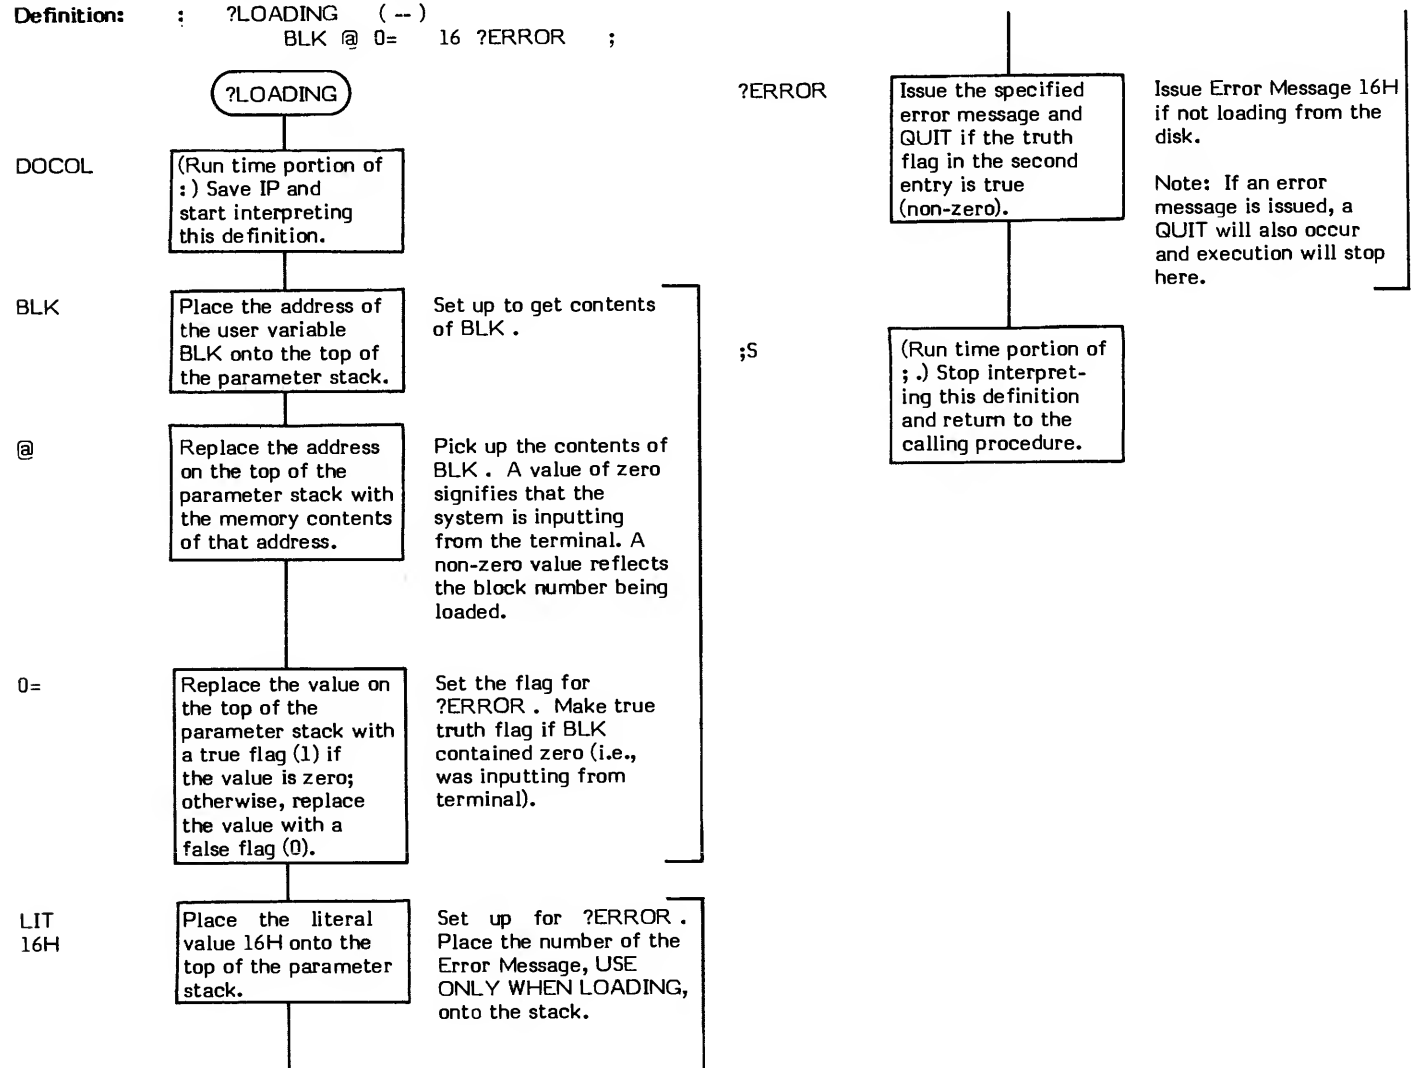 Definition: : ?LOADING ( -- )
BLK @ 0= 16 ?ERROR ;
?LOADING
DOCOL
(Run time portion of
: ) Save IP and
start interpreting
this definition.
BLK
Place the address of
the user variable
BLK onto the top of
the parameter stack.
Set up to get contents
of BLK .
@
Replace the address
on the top of the
parameter stack with
the memory contents
of that address.
Pick up the contents of
BLK . A value of zero
signifies that the
system is inputting
from the terminal. A
non-zero value reflects
the block number being
loaded.
0=
Replace the value on
the top of the
parameter stack with
a true flag (1) if
the value is zero;
otherwise, replace
the value with a
false flag (0).
Set the flag for
?ERROR . Make true
truth flag if BLK
contained zero (i.e.,
was inputting from
terminal).
LIT
16H
Place the literal
value 16H onto the
top of the parameter
stack.
Set up for ?ERROR .
Place the number of the
Error Message, USE
ONLY WHEN LOADING,
onto the stack.
?ERROR
Issue the specified
error message and
QUIT if the truth
flag in the second
entry is true
(non-zero).
Issue Error Message 16H
if not loading from the
disk.
Note: If an error
message is issued, a
QUIT will also occur
and execution will stop
here.
;S
(Run time portion of
; .) Stop interpret-
ing this definition
and return to the
calling procedure.